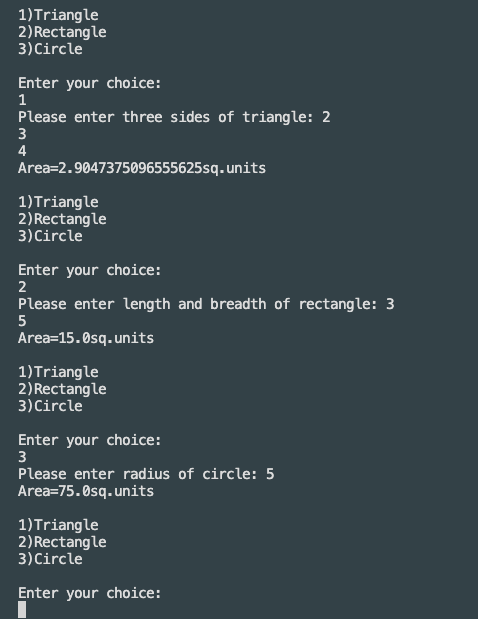 1)Triangle
2)Rectangle
3)Circle
Enter your choice:
1
Please enter three sides of triangle: 2
3
4
Area=2.9047375096555625sq.units
1)Triangle
2)Rectangle
3)Circle
Enter your choice:
2
Please enter length and breadth of rectangle: 3
5
Area=15.0sq.units
1)Triangle
2)Rectangle
3)Circle
Enter your choice:
3
Please enter radius of circle: 5
Area=75.0sq.units
1)Triangle
2)Rectangle
3)Circle
Enter your choice: